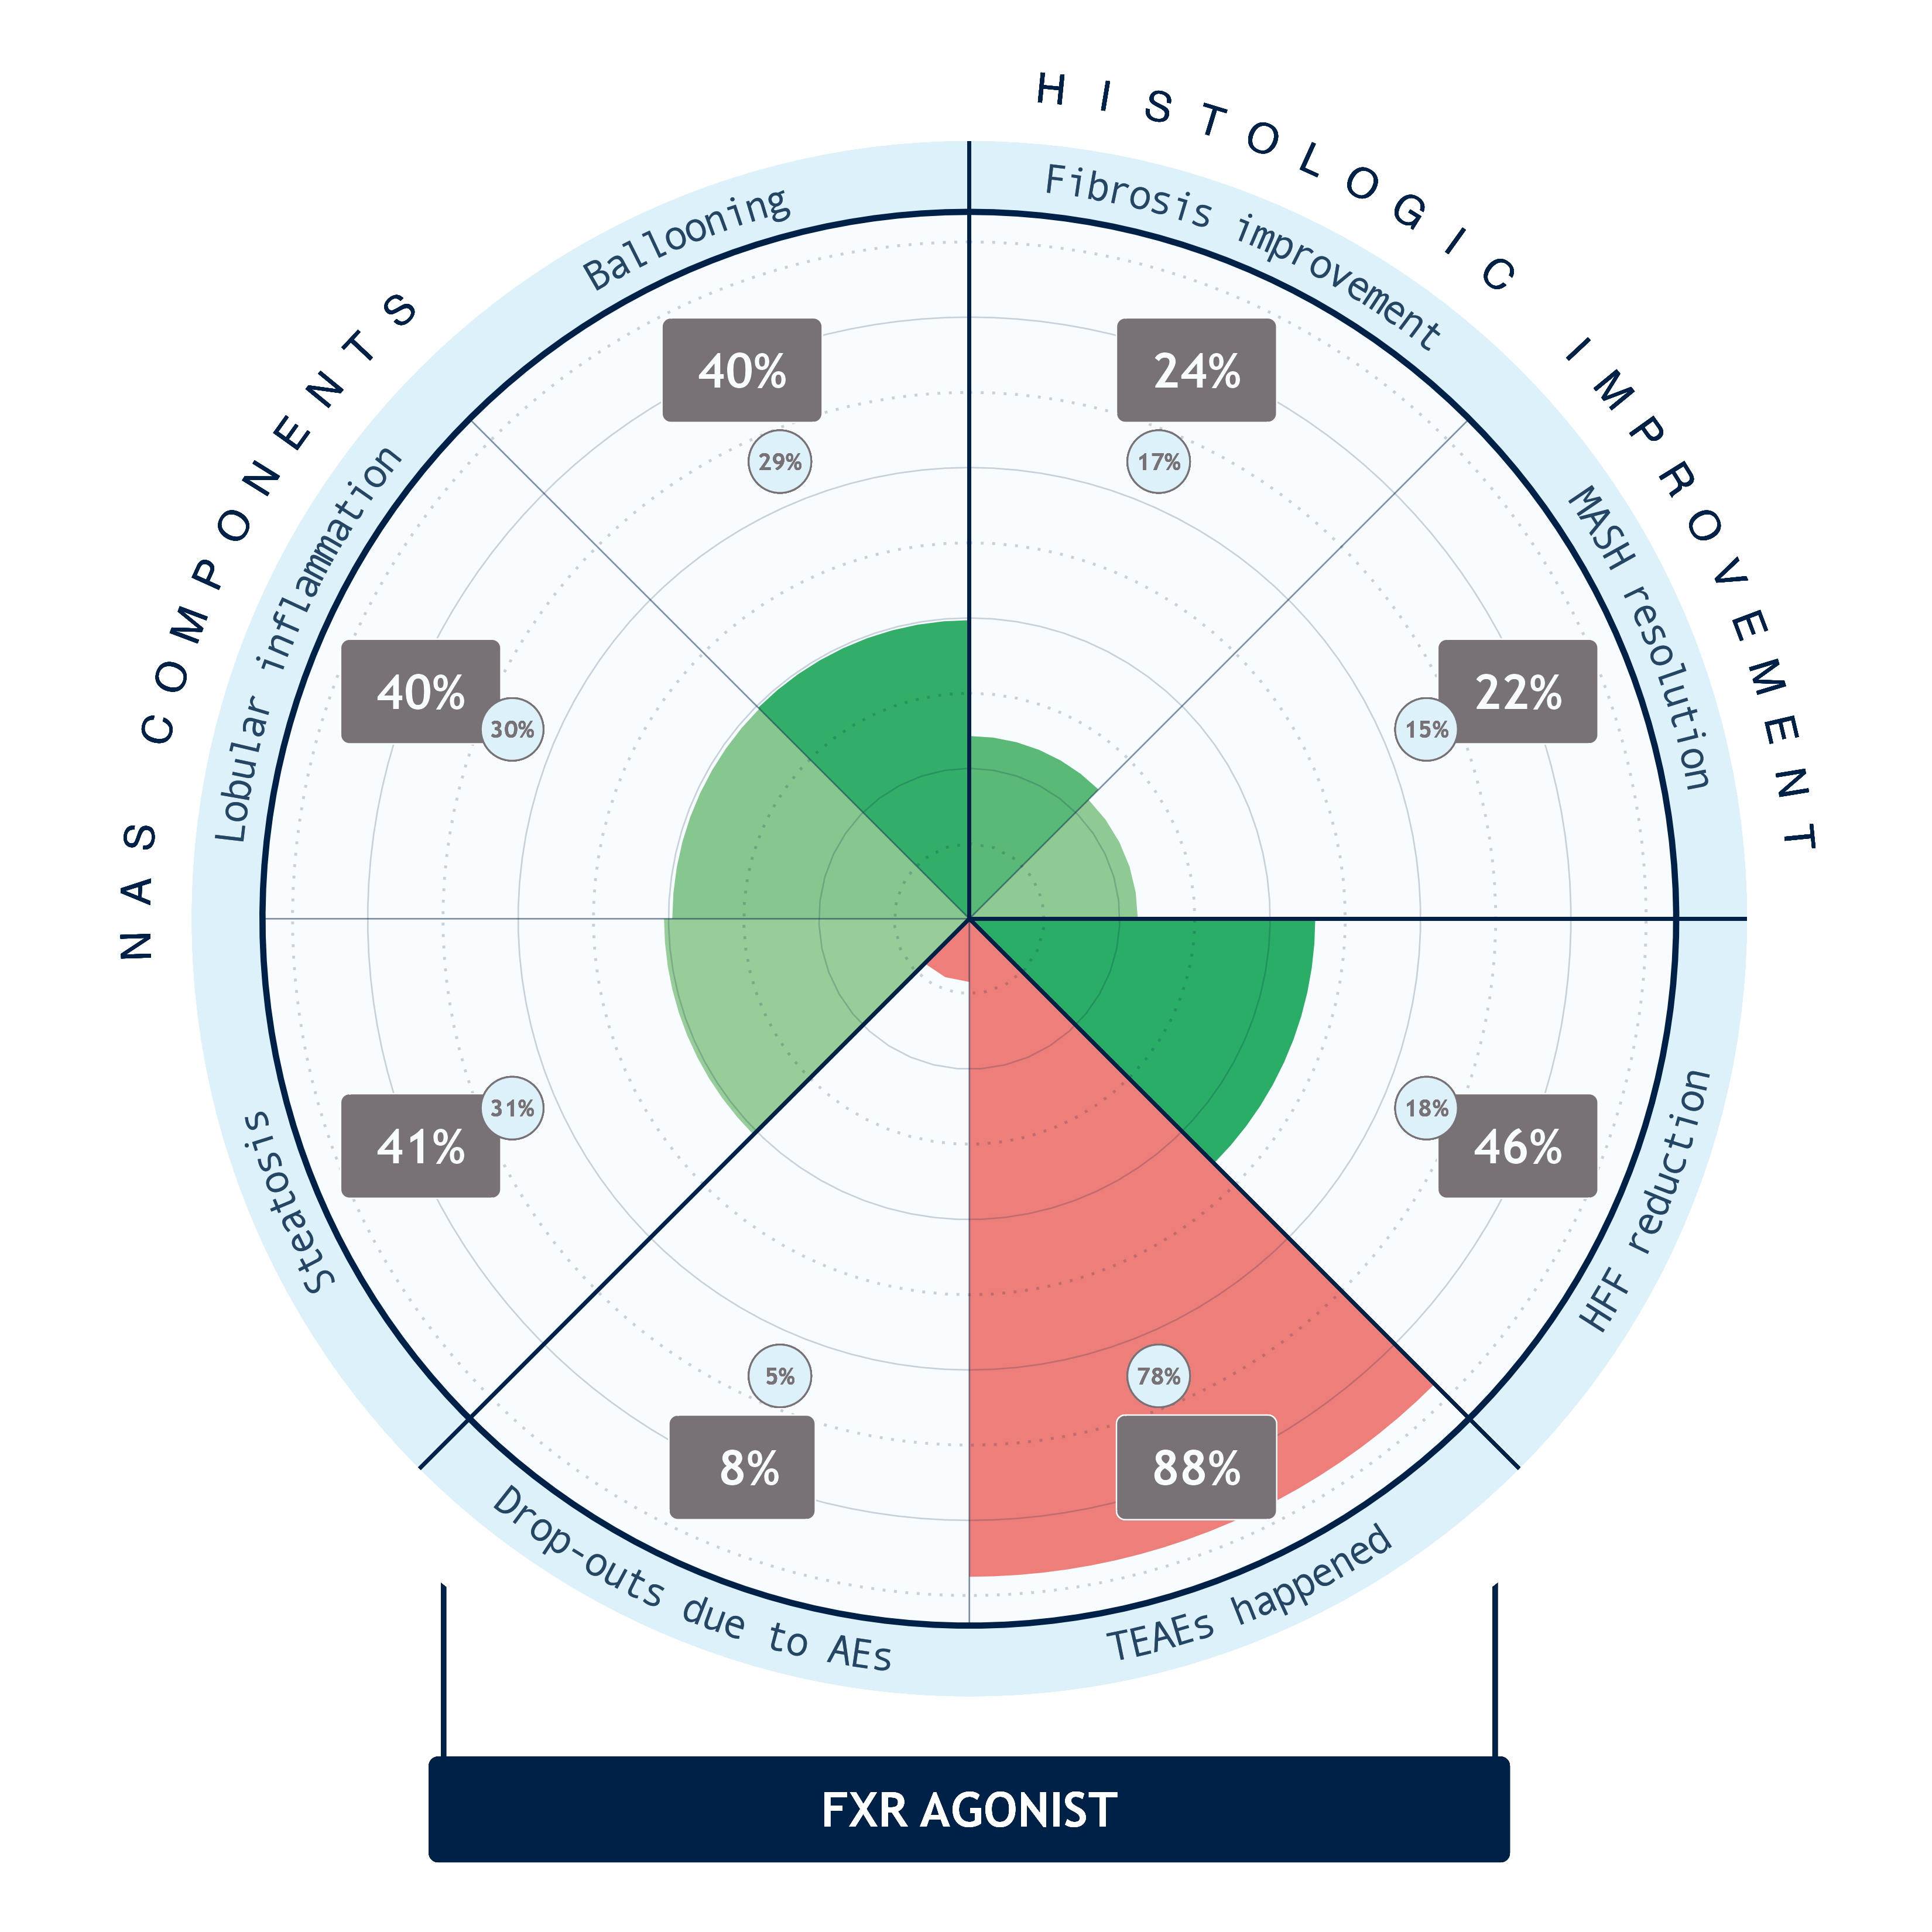 HISTOLOGIC IMPROVEMENT
NAS COMPONENTS
Fibrosis improvement
24%
17%
MASH resolution
22%
15%
HFF reduction
46%
18%
TEAEs happened
88%
78%
Drop-outs due to AEs
8%
5%
Steatosis
41%
31%
Lobular inflammation
40%
30%
Ballooning
40%
29%
FXR AGONIST